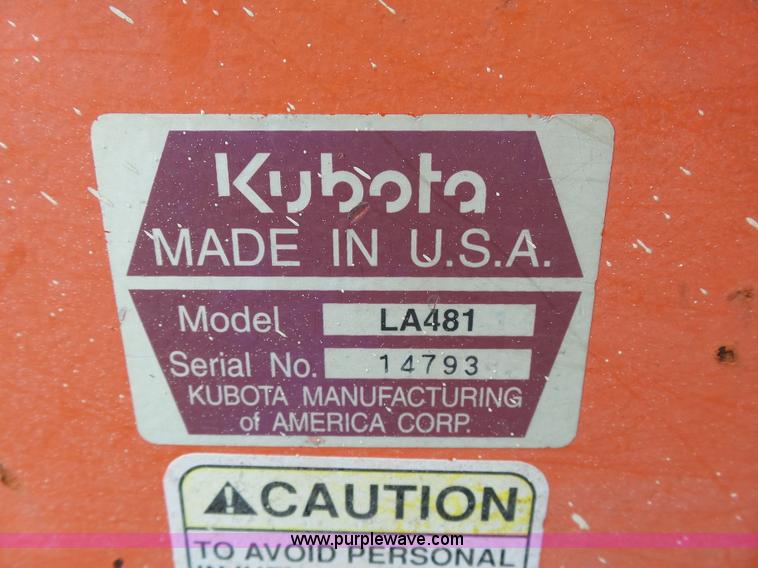 Kubota
MADE IN U.S.A.
Model LA481
Serial No. 14793
KUBOTA MANUFACTURING
of AMERICA CORP.
CAUTION
www.purplewave.com
TO AVOID PERSONAL